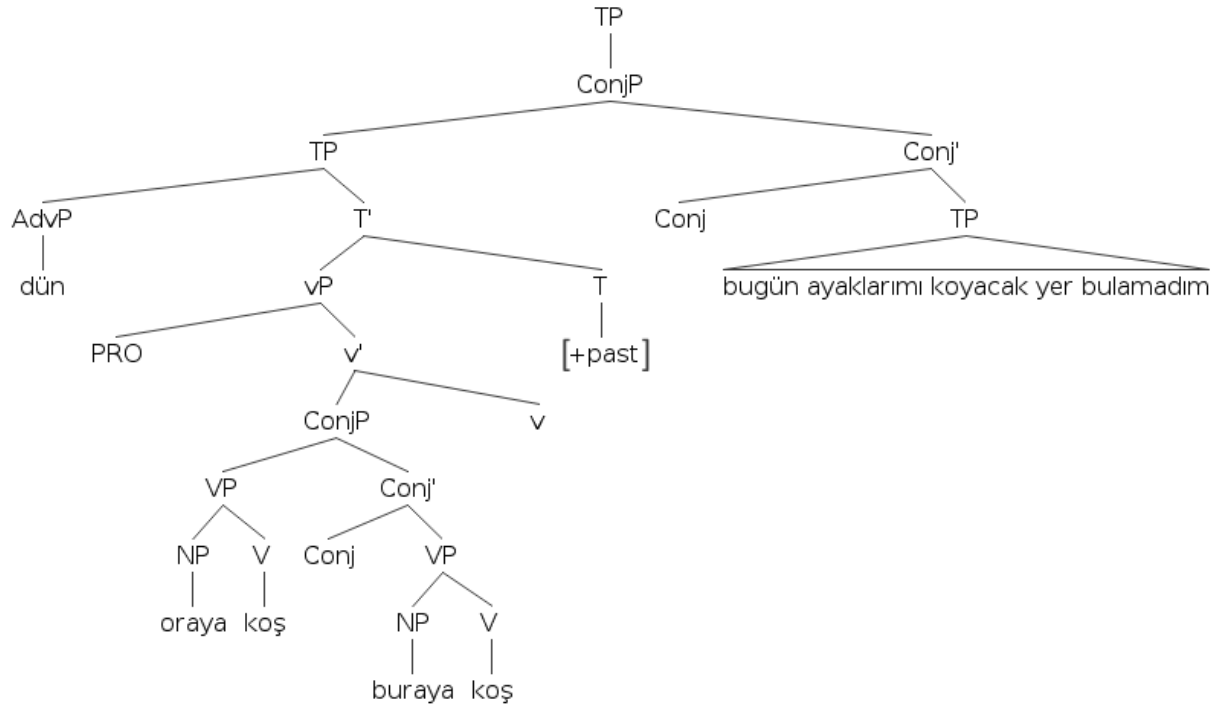 TP
ConjP
TP Conj'
AdvP T' Conj TP
dün vP T bugün ayaklarımı koyacak yer bulamadım
PRO v' [+past]
ConjP v
VP Conj'
NP V Conj VP
oraya koş NP V
buraya koş